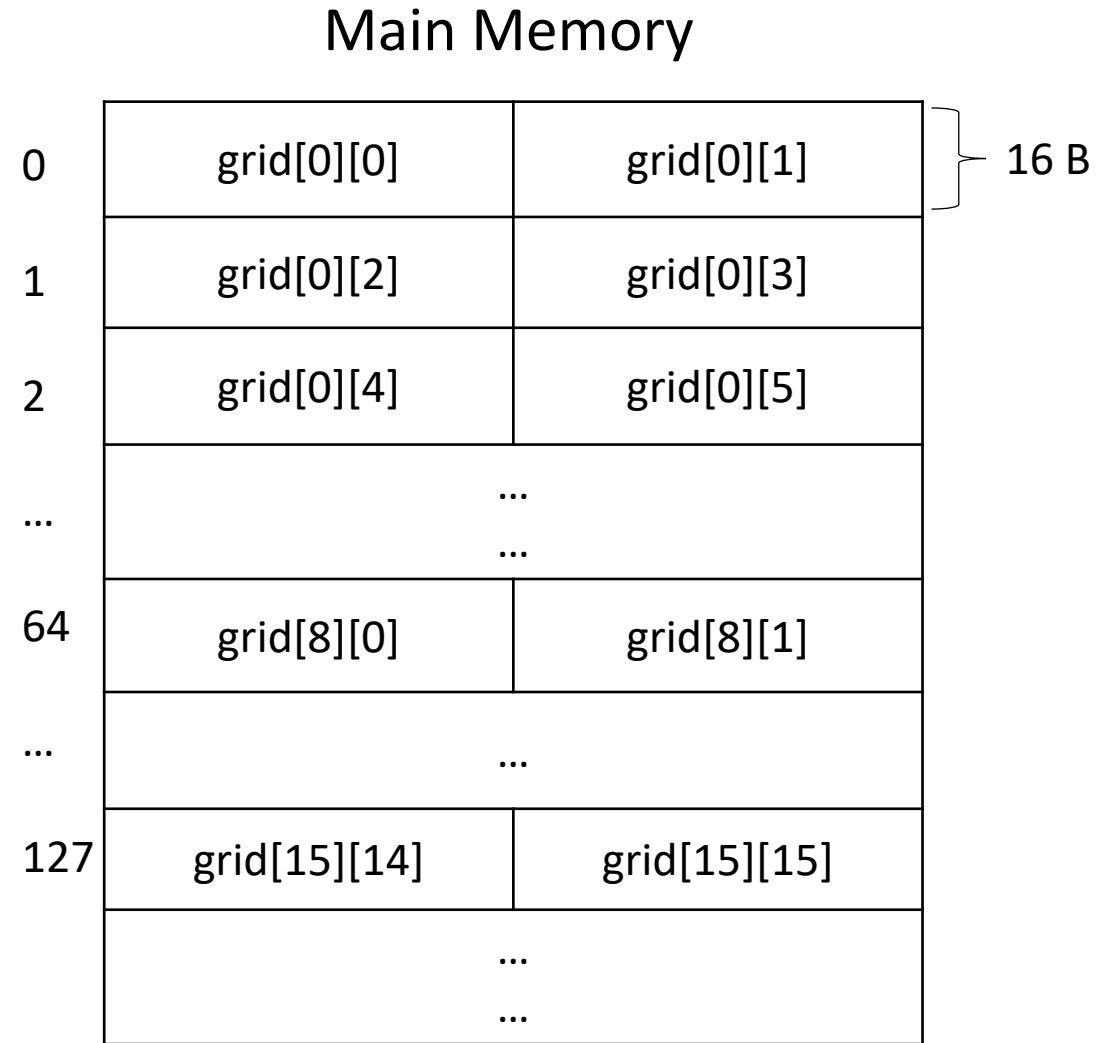 Main Memory
0 grid[0][0] grid[0][1] 16 B
1 grid[0][2] grid[0][3]
2 grid[0][4] grid[0][5]
…
… …
64 grid[8][0] grid[8][1]
… …
127 grid[15][14] grid[15][15]
…
…